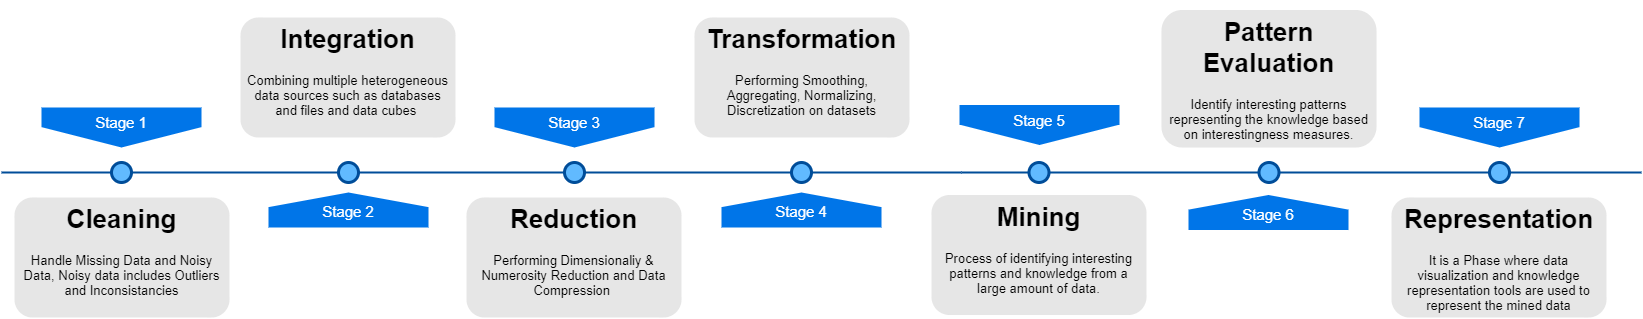 Stage 1
Cleaning
Handle Missing Data and Noisy
Data, Noisy data includes Outliers
and Inconsistancies
Integration
Combining multiple heterogeneous
data sources such as databases
and files and data cubes
Stage 2
Stage 3
Reduction
Performing Dimensionaliy &
Numerosity Reduction and Data
Compression
Transformation
Performing Smoothing,
Aggregating, Normalizing,
Discretization on datasets
Stage 4
Stage 5
Mining
Process of identifying interesting
patterns and knowledge from a
large amount of data.
Pattern
Evaluation
Identify interesting patterns
representing the knowledge based
on interestingness measures.
Stage 6
Stage 7
Representation
It is a Phase where data
visualization and knowledge
representation tools are used to
represent the mined data